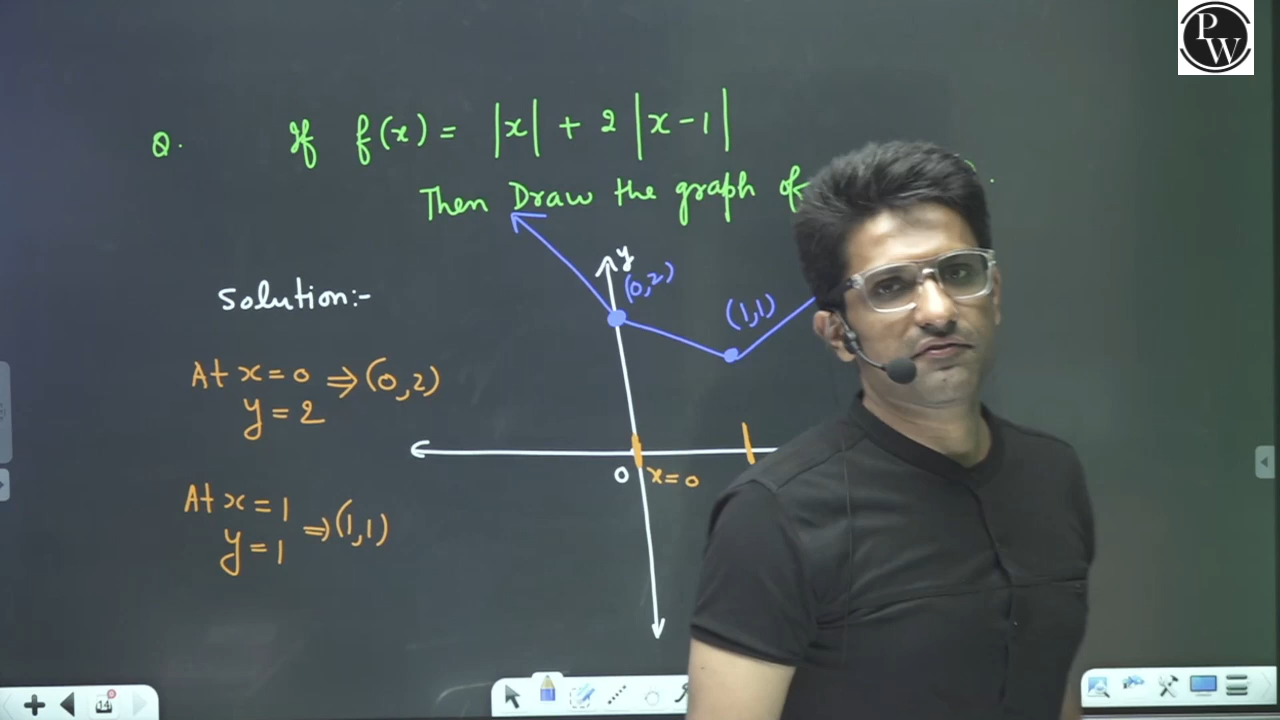 PW
Q. If f(x) = |x| + 2 |x-1|
Then Draw the graph of
Solution:-
y
(0,2)
(1,1)
At x = 0 ⇒ (0,2)
y = 2
0 x = 0
At x = 1
y = 1 ⇒ (1,1)
14